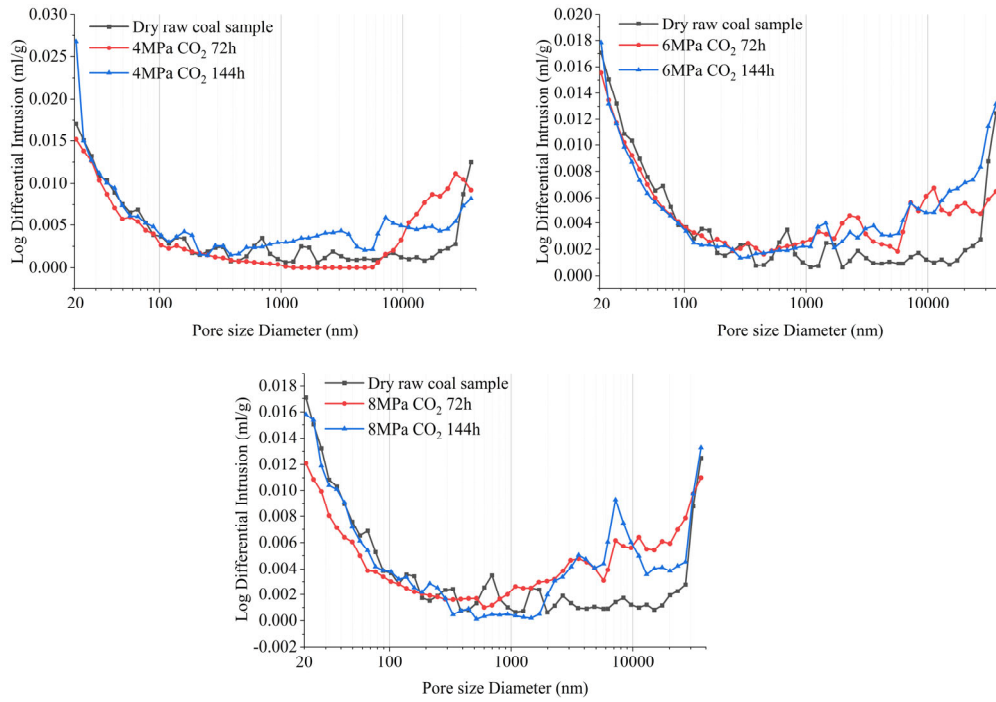 Dry raw coal sample
4MPa CO₂ 72h
4MPa CO₂ 144h
Log Differential Intrusion (ml/g)
0.030
0.025
0.020
0.015
0.010
0.005
0.000
20
100
1000
10000
Pore size Diameter (nm)
Dry raw coal sample
6MPa CO₂ 72h
6MPa CO₂ 144h
Log Differential Intrusion (ml/g)
0.020
0.018
0.016
0.014
0.012
0.010
0.008
0.006
0.004
0.002
0.000
20
100
1000
10000
Pore size Diameter (nm)
Dry raw coal sample
8MPa CO₂ 72h
8MPa CO₂ 144h
Log Differential Intrusion (ml/g)
0.018
0.016
0.014
0.012
0.010
0.008
0.006
0.004
0.002
0.000
-0.002
20
100
1000
10000
Pore size Diameter (nm)